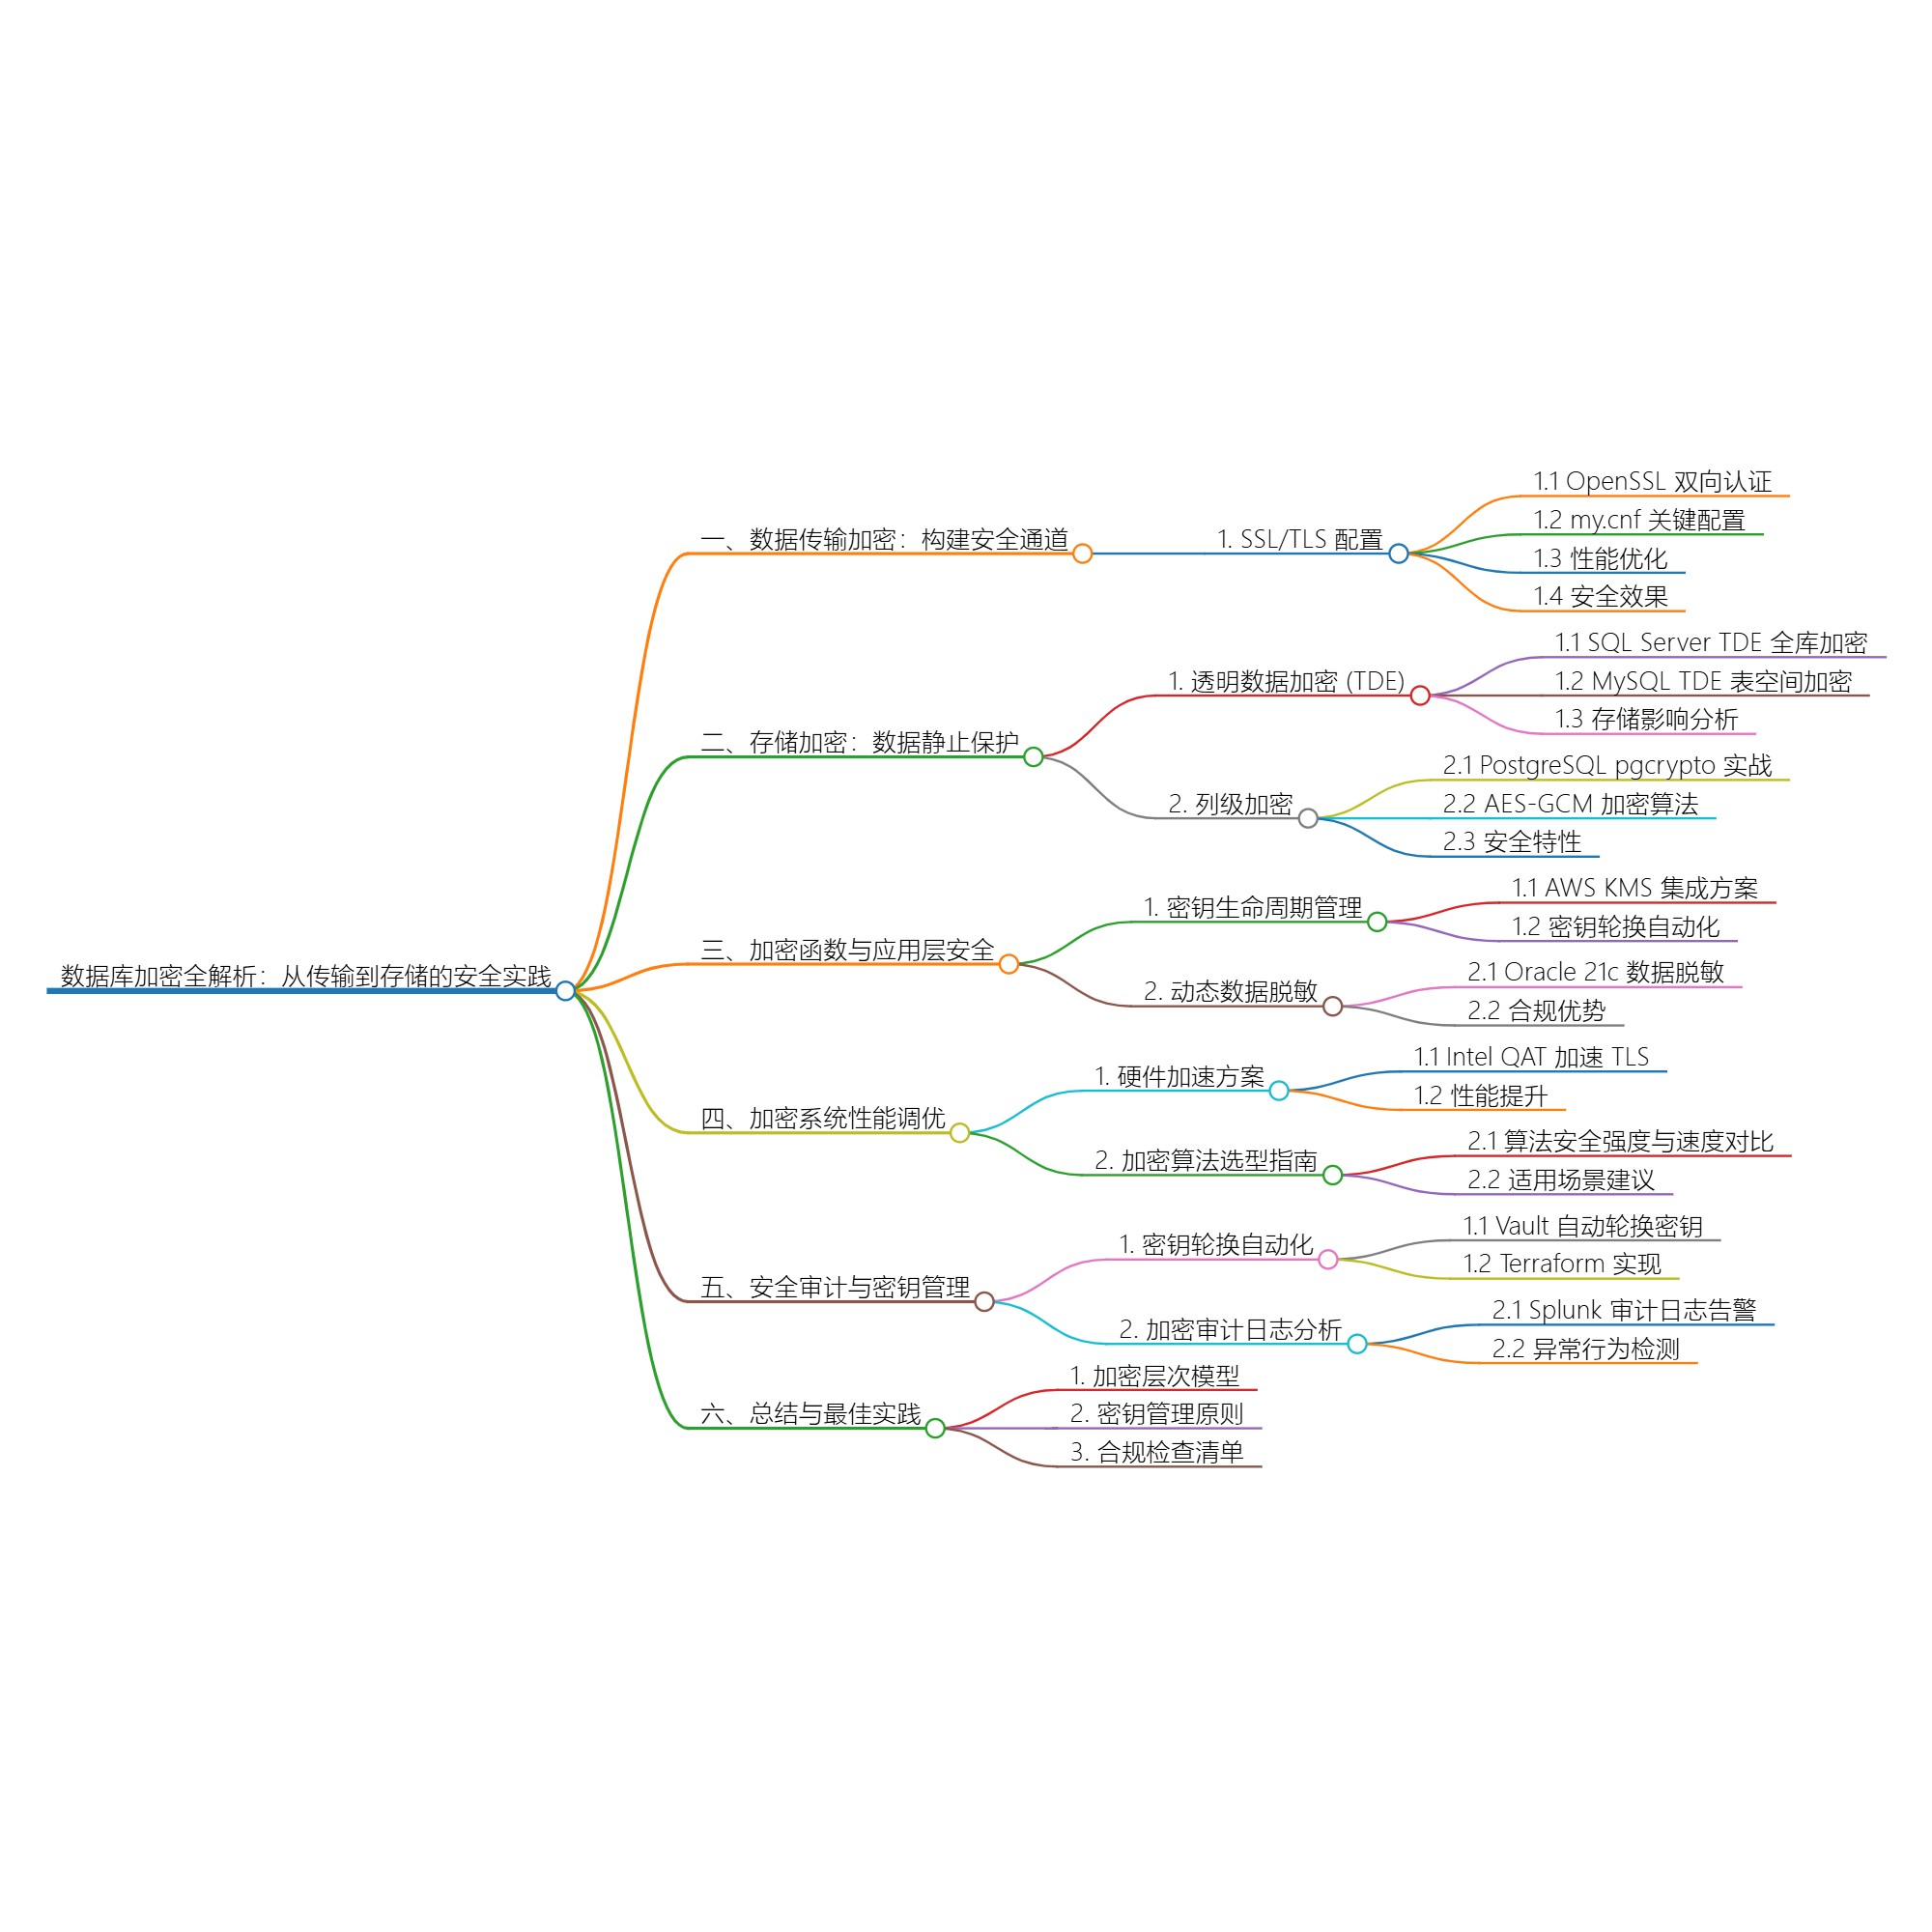 数据库加密全解析：从传输到存储的安全实践
一、数据传输加密：构建安全通道
1. SSL/TLS 配置
1.1 OpenSSL 双向认证
1.2 my.cnf 关键配置
1.3 性能优化
1.4 安全效果
二、存储加密：数据静止保护
1. 透明数据加密 (TDE)
1.1 SQL Server TDE 全库加密
1.2 MySQL TDE 表空间加密
1.3 存储影响分析
2. 列级加密
2.1 PostgreSQL pgcrypto 实战
2.2 AES-GCM 加密算法
2.3 安全特性
三、加密函数与应用层安全
1. 密钥生命周期管理
1.1 AWS KMS 集成方案
1.2 密钥轮换自动化
2. 动态数据脱敏
2.1 Oracle 21c 数据脱敏
2.2 合规优势
四、加密系统性能调优
1. 硬件加速方案
1.1 Intel QAT 加速 TLS
1.2 性能提升
2. 加密算法选型指南
2.1 算法安全强度与速度对比
2.2 适用场景建议
五、安全审计与密钥管理
1. 密钥轮换自动化
1.1 Vault 自动轮换密钥
1.2 Terraform 实现
2. 加密审计日志分析
2.1 Splunk 审计日志告警
2.2 异常行为检测
六、总结与最佳实践
1. 加密层次模型
2. 密钥管理原则
3. 合规检查清单